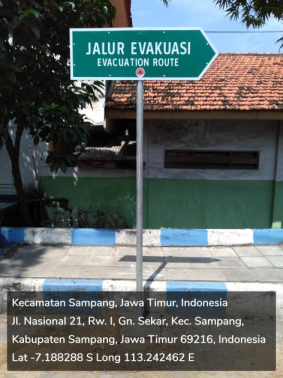 JALUR EVAKUASI
EVACUATION ROUTE
Kecamatan Sampang, Jawa Timur, Indonesia
Jl. Nasional 21, Rw. I, Gn. Sekar, Kec. Sampang,
Kabupaten Sampang, Jawa Timur 69216, Indonesia
Lat -7.188288 S Long 113.242462 E